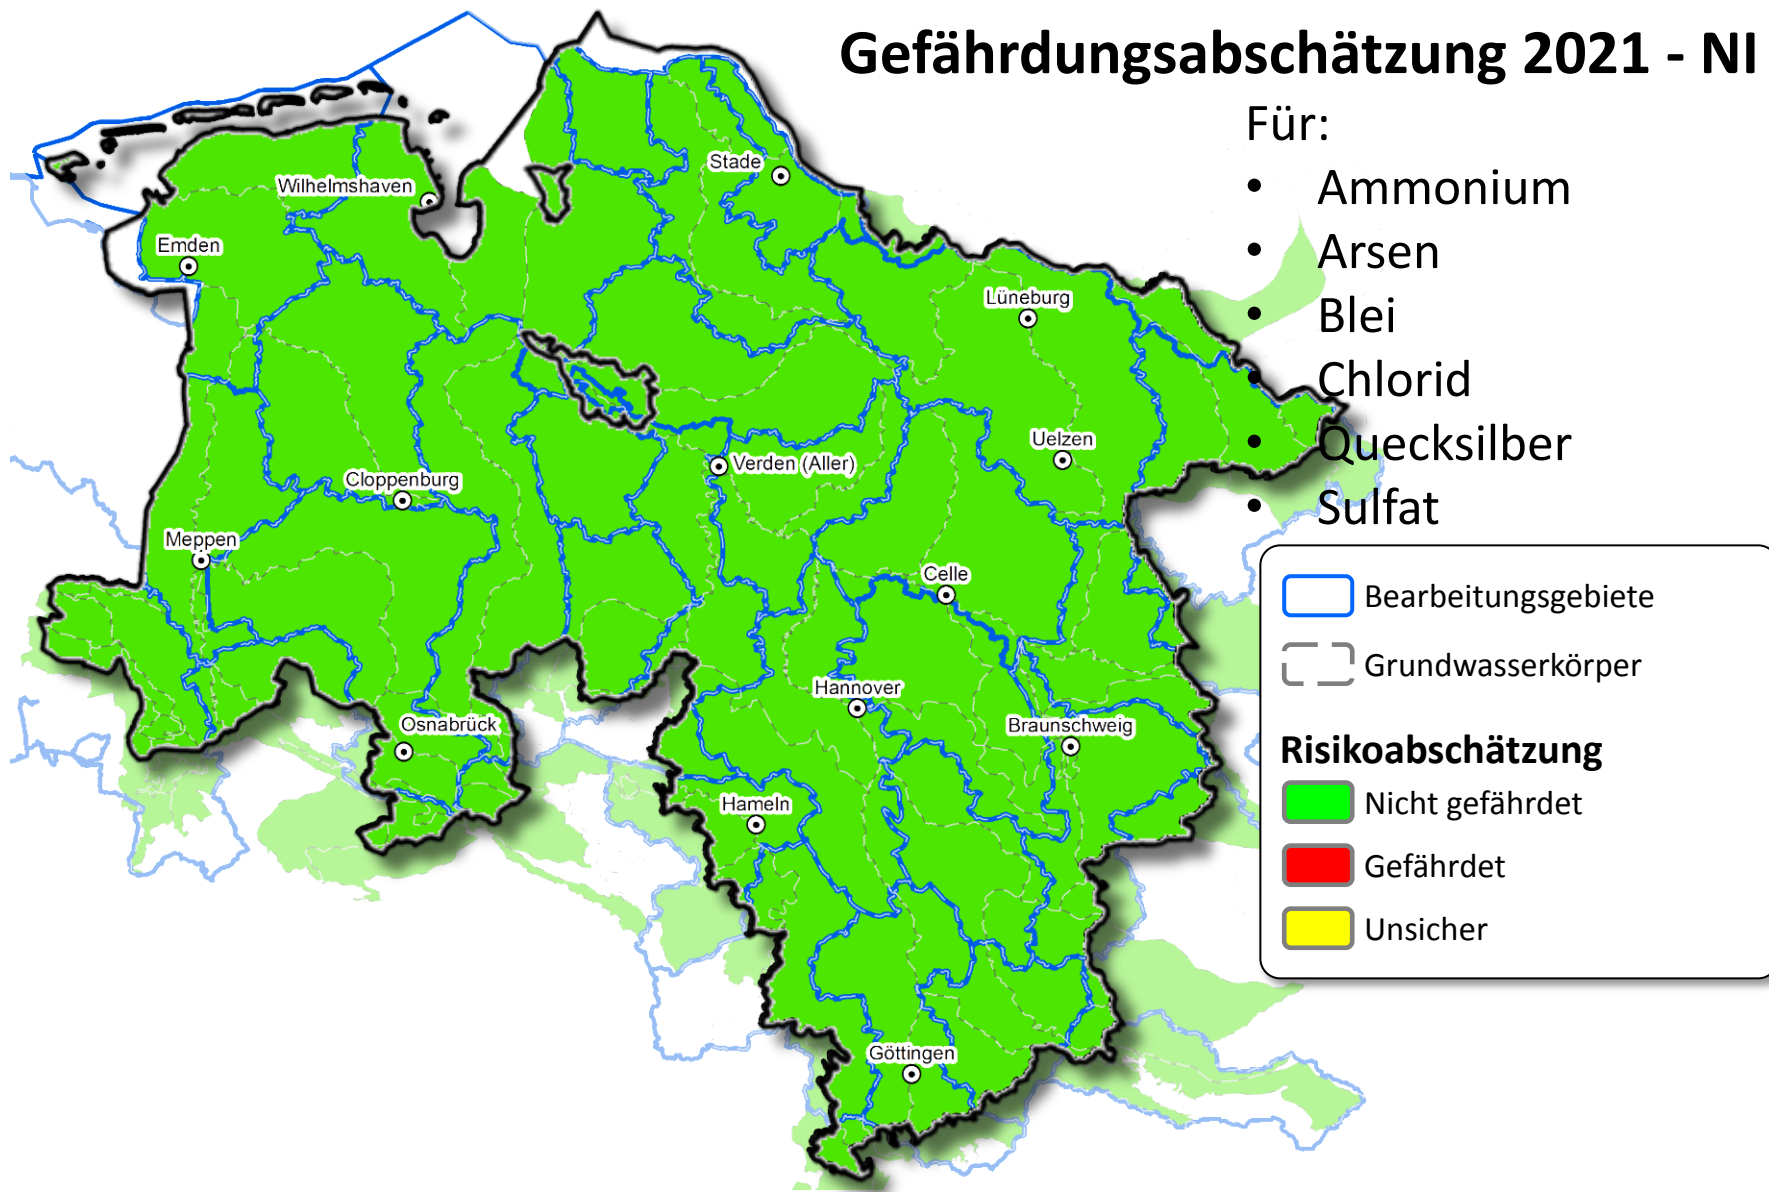 Gefährdungsabschätzung 2021 - NI
Für:
• Ammonium
• Arsen
• Blei
• Chlorid
• Quecksilber
• Sulfat
Stade
Wilhelmshaven
Emden
Lüneburg
Uelzen
Verden (Aller)
Cloppenburg
Meppen
Celle
Hannover
Osnabrück
Braunschweig
Hameln
Göttingen
Bearbeitungsgebiete
Grundwasserkörper
Risikoabschätzung
Nicht gefährdet
Gefährdet
Unsicher